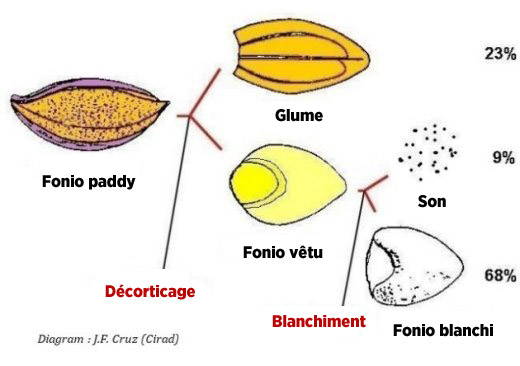 23%
Glume
Fonio paddy
9%
Son
Fonio vêtu
68%
Décorticage
Blanchiment
Fonio blanchi
Diagram : J.F. Cruz (Cirad)